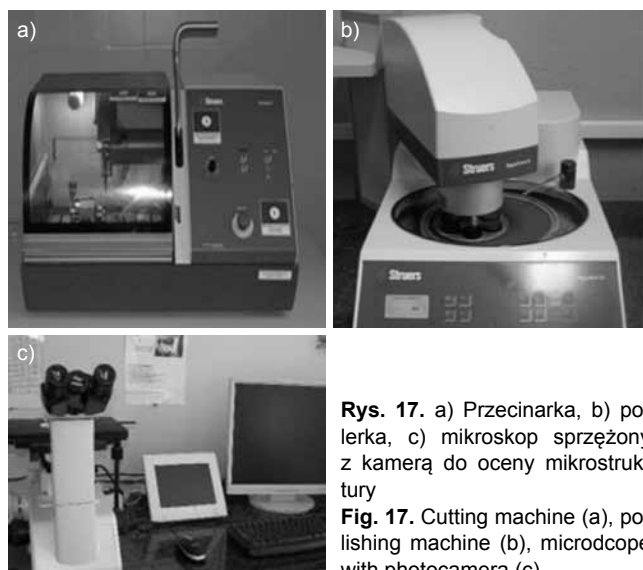 a)
b)
Struers
Struers
Struers
c)
Rys. 17. a) Przecinarka, b) po-
lerka, c) mikroskop sprzężony
z kamerą do oceny mikrostruk-
tury
Fig. 17. Cutting machine (a), po-
lishing machine (b), microdcope
with photocamera (c)